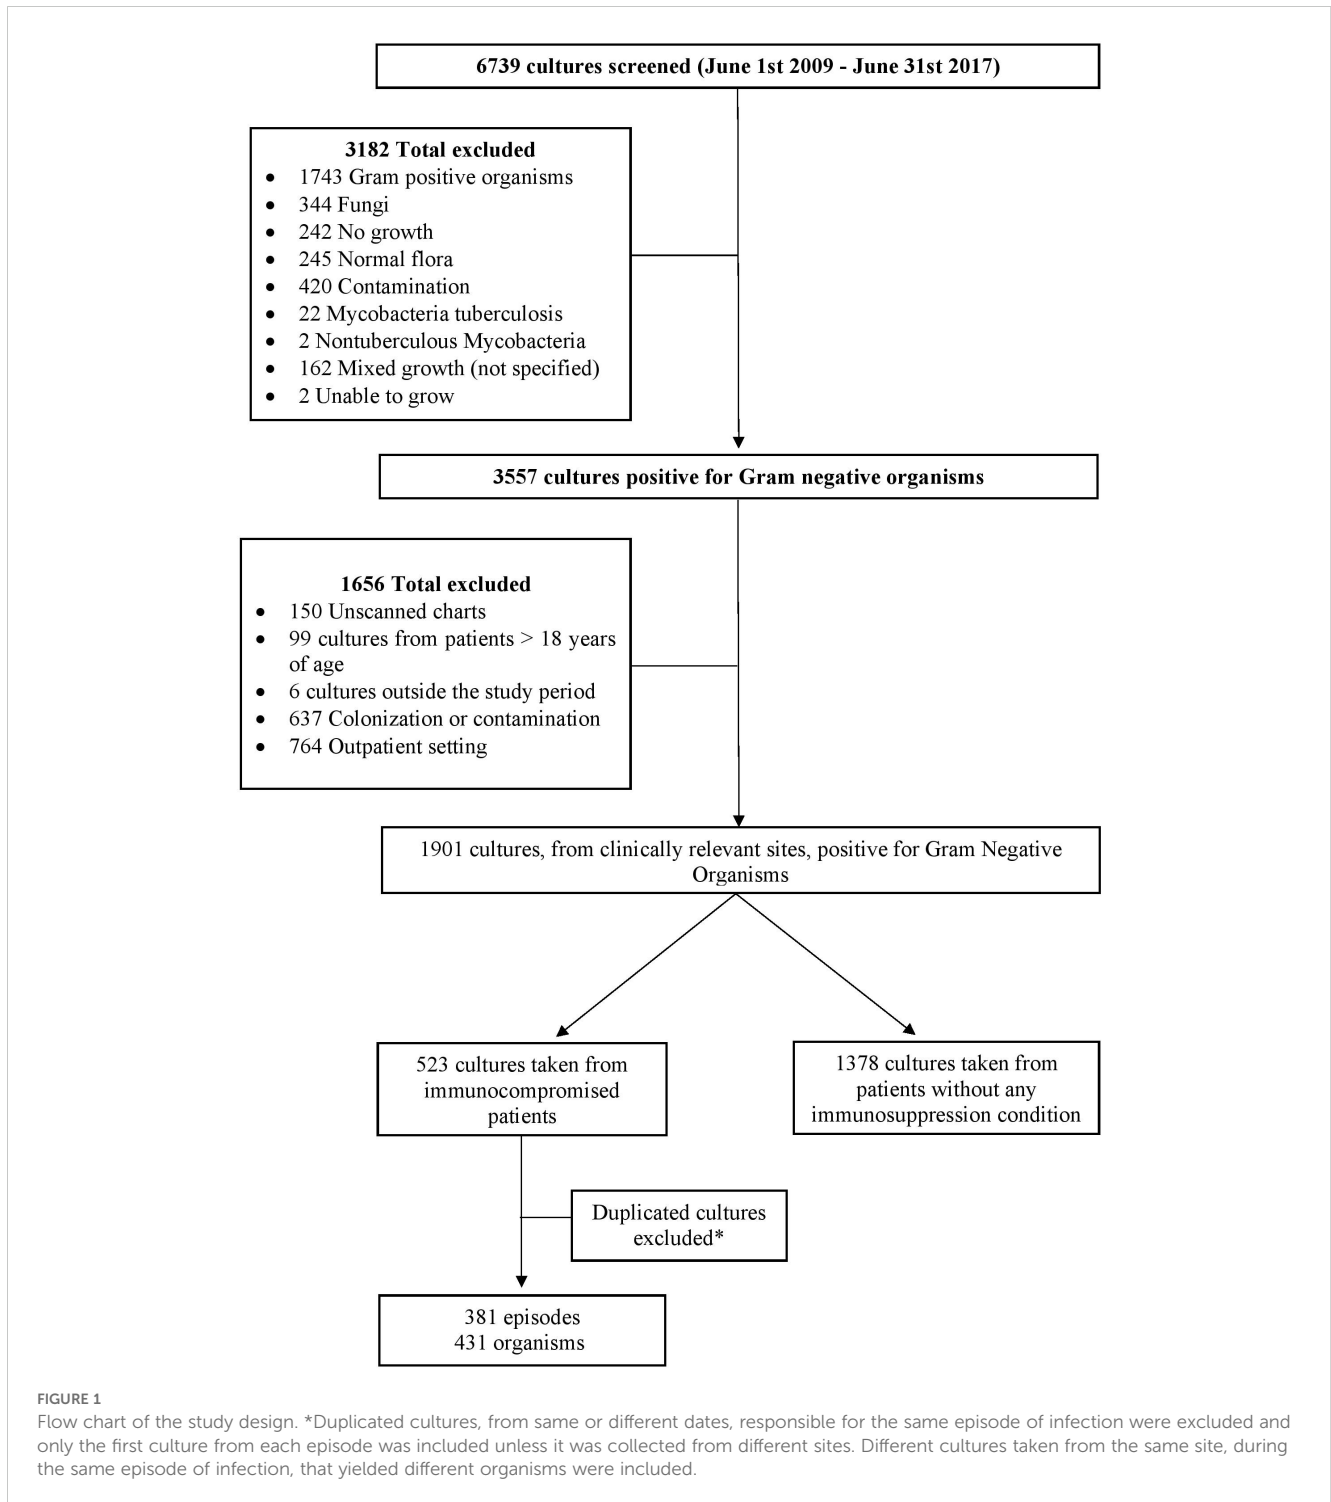 6739 cultures screened (June 1st 2009 - June 31st 2017)
3182 Total excluded
• 1743 Gram positive organisms
• 344 Fungi
• 242 No growth
• 245 Normal flora
• 420 Contamination
• 22 Mycobacteria tuberculosis
• 2 Nontuberculous Mycobacteria
• 162 Mixed growth (not specified)
• 2 Unable to grow
3557 cultures positive for Gram negative organisms
1656 Total excluded
• 150 Unscanned charts
• 99 cultures from patients > 18 years
of age
• 6 cultures outside the study period
• 637 Colonization or contamination
• 764 Outpatient setting
1901 cultures, from clinically relevant sites, positive for Gram Negative
Organisms
523 cultures taken from
immunocompromised
patients
1378 cultures taken from
patients without any
immunosuppression condition
Duplicated cultures
excluded*
381 episodes
431 organisms
FIGURE 1
Flow chart of the study design. *Duplicated cultures, from same or different dates, responsible for the same episode of infection were excluded and
only the first culture from each episode was included unless it was collected from different sites. Different cultures taken from the same site, during
the same episode of infection, that yielded different organisms were included.